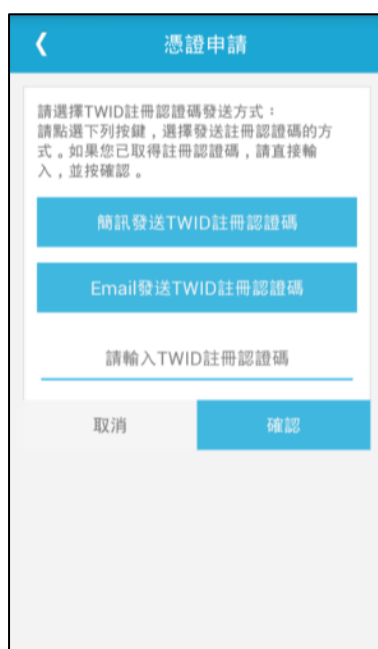 憑證申請
請選擇TWID註冊認證碼發送方式：
請點選下列按鍵，選擇發送註冊認證碼的方
式。如果您已取得註冊認證碼，請直接輸
入，並按確認。
簡訊發送TWID註冊認證碼
Email發送TWID註冊認證碼
請輸入TWID註冊認證碼
取消
確認